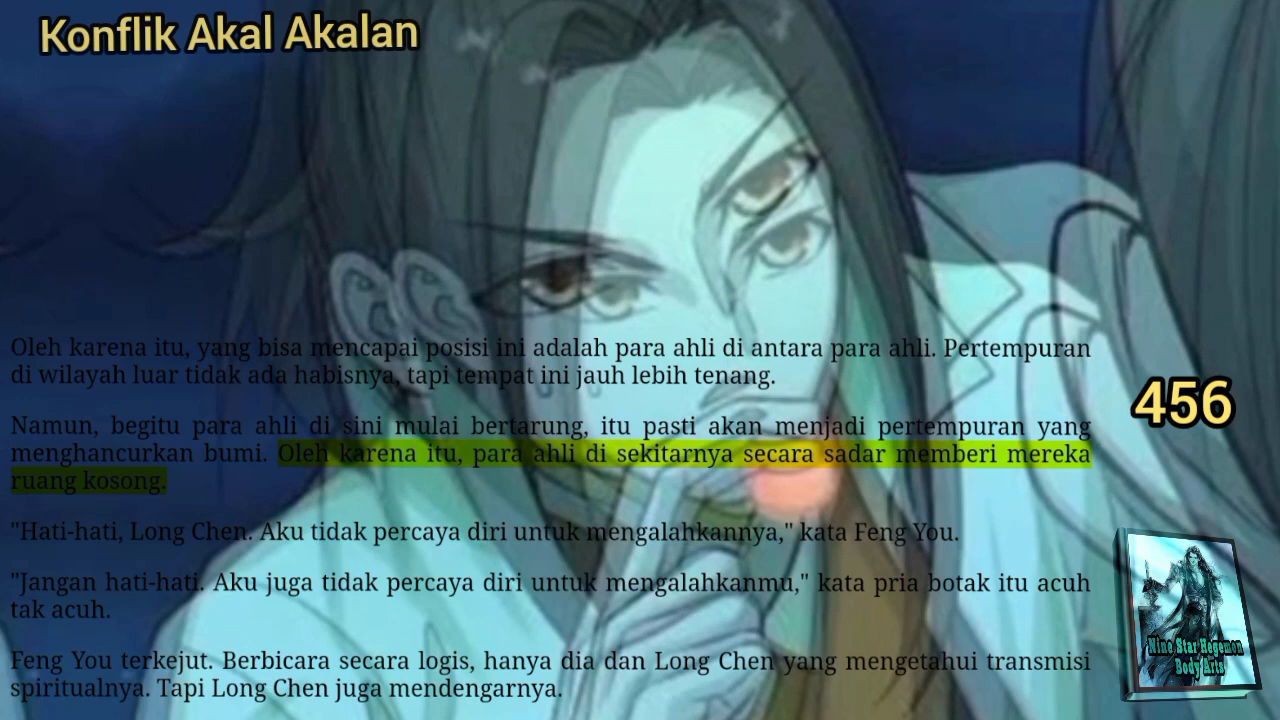 Konflik Akal Akalan
Oleh karena itu, yang bisa mencapai posisi ini adalah para ahli di antara para ahli. Pertempuran
di wilayah luar tidak ada habisnya, tapi tempat ini jauh lebih tenang.
Namun, begitu para ahli di sini mulai bertarung, itu pasti akan menjadi pertempuran yang
menghancurkan bumi. Oleh karena itu, para ahli di sekitarnya secara sadar memberi mereka
ruang kosong.
"Hati-hati, Long Chen. Aku tidak percaya diri untuk mengalahkannya," kata Feng You.
"Jangan hati-hati. Aku juga tidak percaya diri untuk mengalahkanmu," kata pria botak itu acuh
tak acuh.
Feng You terkejut. Berbicara secara logis, hanya dia dan Long Chen yang mengetahui transmisi
spiritualnya. Tapi Long Chen juga mendengarnya.
456
Nine Star Hegemon
Body Arts